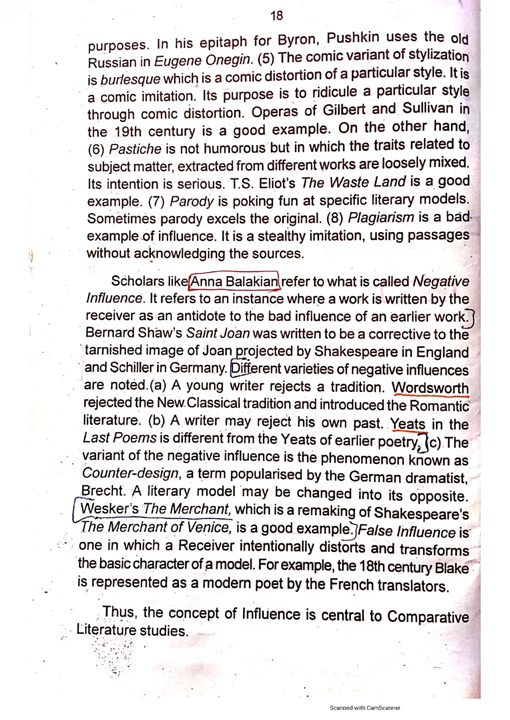 18
purposes. In his epitaph for Byron, Pushkin uses the old
Russian in Eugene Onegin. (5) The comic variant of stylization
is burlesque which is a comic distortion of a particular style. It is
a comic imitation. Its purpose is to ridicule a particular style
through comic distortion. Operas of Gilbert and Sullivan in
the 19th century is a good example. On the other hand,
(6) Pastiche is not humorous but in which the traits related to
subject matter, extracted from different works are loosely mixed.
Its intention is serious. T.S. Eliot's The Waste Land is a good
example. (7) Parody is poking fun at specific literary models.
Sometimes parody excels the original. (8) Plagiarism is a bad
example of influence. It is a stealthy imitation, using passages
without acknowledging the sources.
Scholars like Anna Balakian refer to what is called Negative
Influence. It refers to an instance where a work is written by the
receiver as an antidote to the bad influence of an earlier work.
Bernard Shaw's Saint Joan was written to be a corrective to the
tarnished image of Joan projected by Shakespeare in England
and Schiller in Germany. Different varieties of negative influences
are noted.(a) A young writer rejects a tradition. Wordsworth
rejected the New Classical tradition and introduced the Romantic
literature. (b) A writer may reject his own past. Yeats in the
Last Poems is different from the Yeats of earlier poetry, (c) The
variant of the negative influence is the phenomenon known as
Counter-design, a term popularised by the German dramatist,
Brecht. A literary model may be changed into its opposite.
Wesker's The Merchant, which is a remaking of Shakespeare's
The Merchant of Venice, is a good example. False Influence is
one in which a Receiver intentionally distorts and transforms
the basic character of a model. For example, the 18th century Blake
is represented as a modern poet by the French translators.
Thus, the concept of Influence is central to Comparative
Literature studies.
Scanned with CamScanner